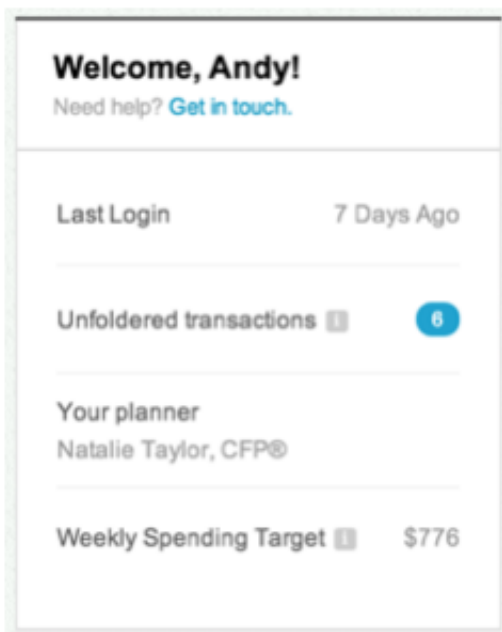 Welcome, Andy!
Need help? Get in touch.
Last Login 7 Days Ago
Unfoldered transactions i 6
Your planner
Natalie Taylor, CFP®
Weekly Spending Target i $776